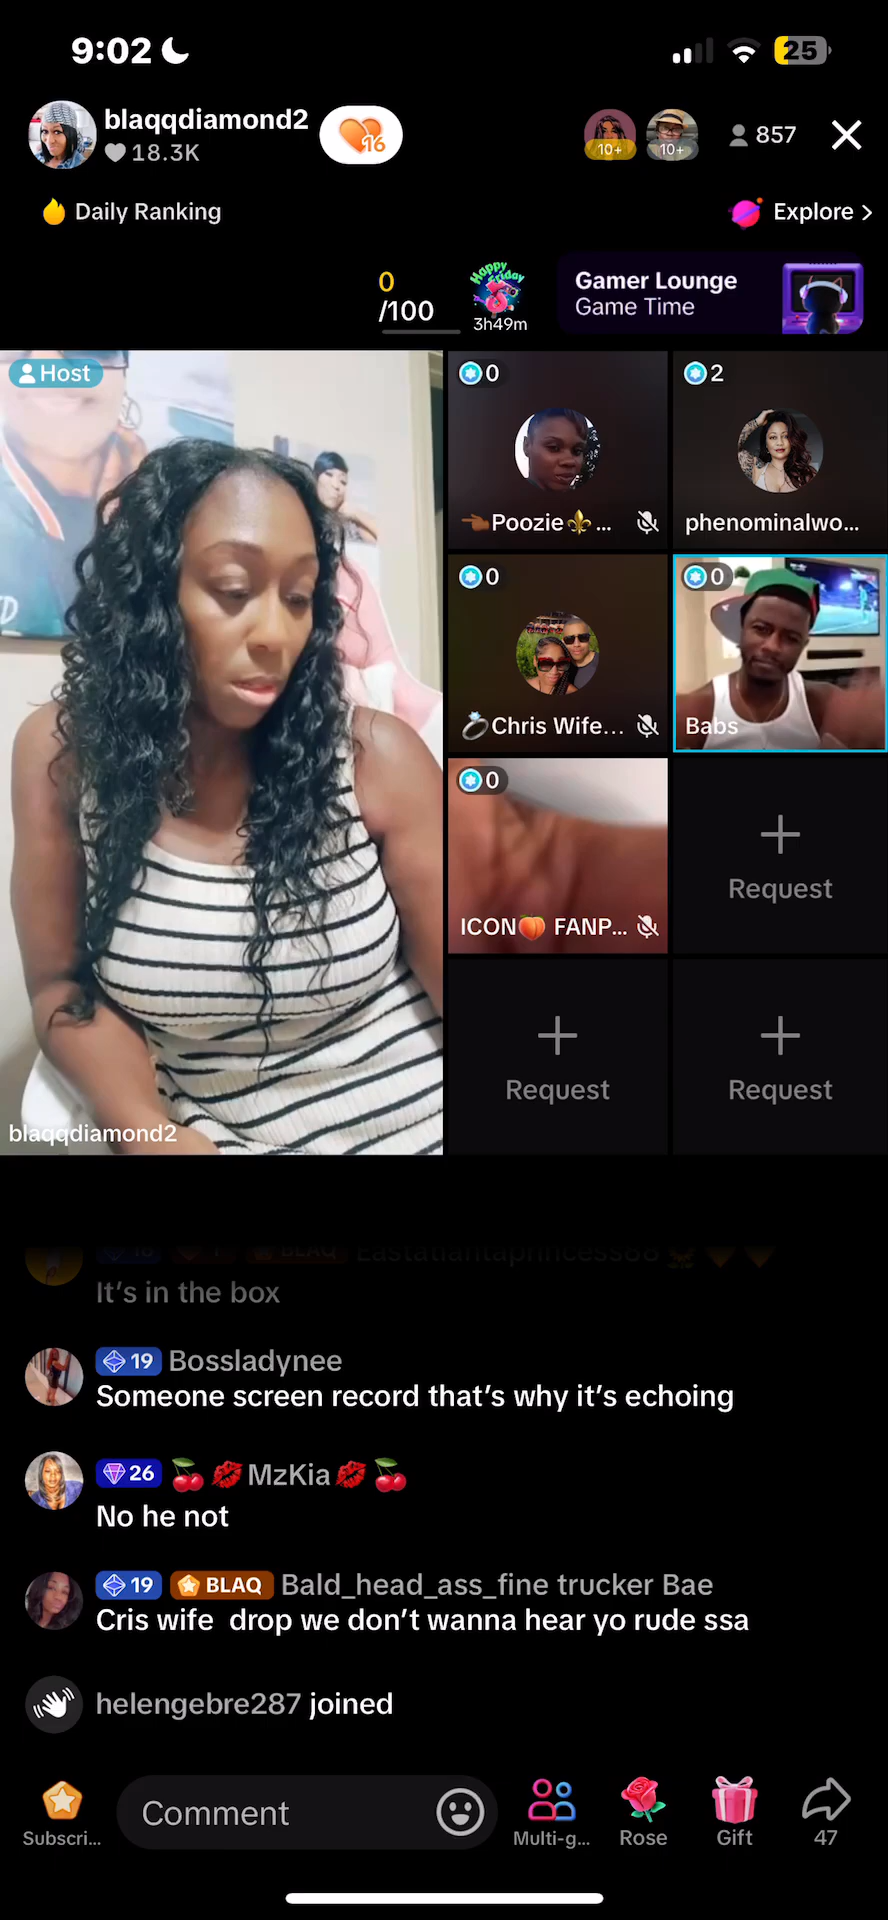 9:02
25
blaqqdiamond2
18.3K
16
10+
10+
857
Daily Ranking
Explore
0
/100
Happy Friday
3h49m
Gamer Lounge
Game Time
Host
0
Poozie ...
2
phenominalwo...
0
Chris Wife...
0
Babs
0
ICON🍑 FANP...
Request
Request
Request
blaqqdiamond2
It's in the box
19 Bossladynee
Someone screen record that's why it's echoing
26 🍒💋MzKia💋🍒
No he not
19 BLAQ Bald_head_ass_fine trucker Bae
Cris wife  drop we don't wanna hear yo rude ssa
helengebre287 joined
Subscri...
Comment
Multi-g...
Rose
Gift
47